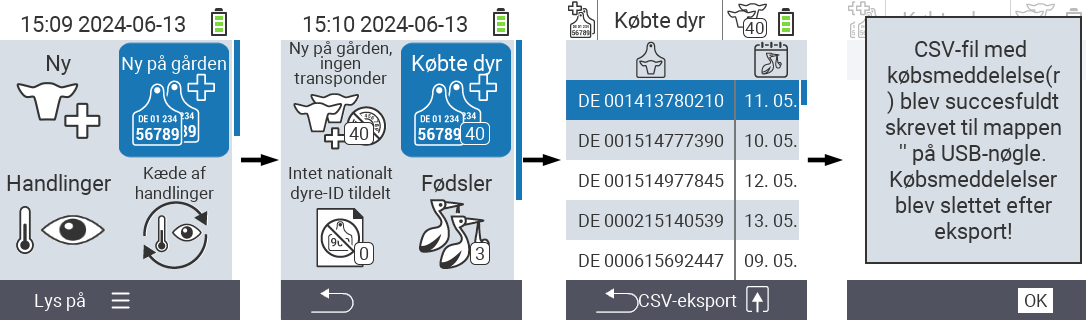 15:09 2024-06-13
Ny
Ny på gården
DE 01 234
56789
Handlinger
Kæde af
handlinger
Lys på
15:10 2024-06-13
Ny på gården,
ingen
transponder
40
Købte dyr
DE 01 234
56789
40
Intet nationalt
dyre-ID tildelt
0
Fødsler
3
56789
Købte dyr
40
DE 001413780210 11. 05.
DE 001514777390 10. 05.
DE 001514977845 12. 05.
DE 000215140539 13. 05.
DE 000615692447 09. 05.
CSV-eksport
CSV-fil med
købsmeddelelse(r
) blev succesfuldt
skrevet til mappen
" på USB-nøgle.
Købsmeddelelser
blev slettet efter
eksport!
OK